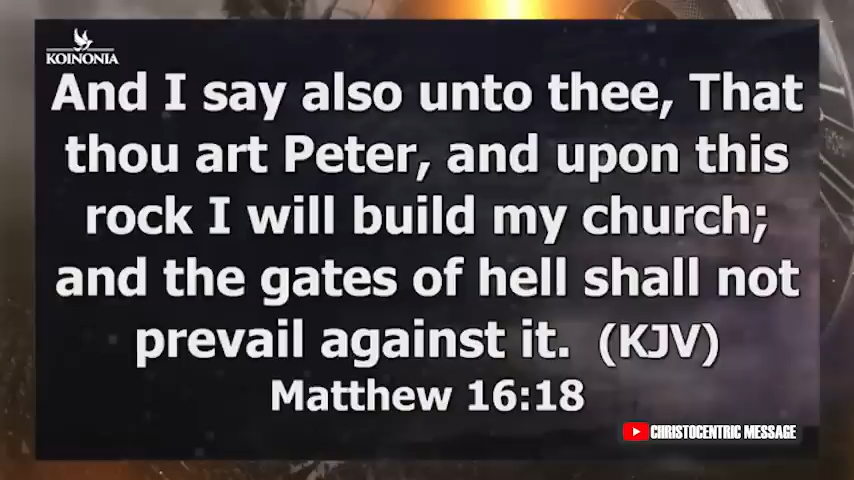 KOINONIA
And I say also unto thee, That
thou art Peter, and upon this
rock I will build my church;
and the gates of hell shall not
prevail against it. (KJV)
Matthew 16:18
CHRISTOCENTRIC MESSAGE